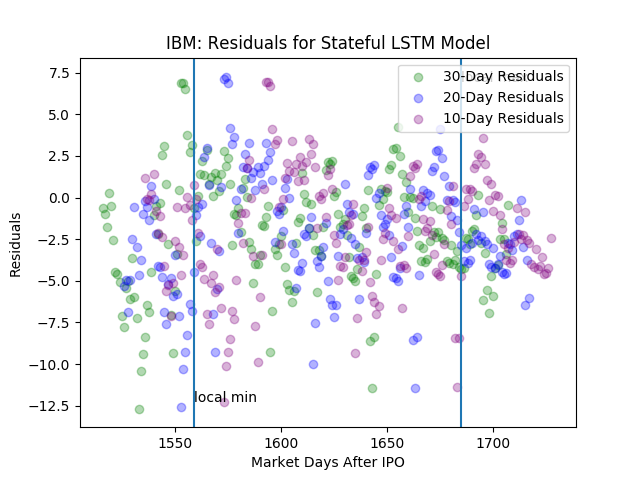 IBM: Residuals for Stateful LSTM Model
30-Day Residuals
20-Day Residuals
10-Day Residuals
7.5
5.0
2.5
0.0
−2.5
−5.0
−7.5
−10.0
−12.5
Residuals
local min
1550
1600
1650
1700
Market Days After IPO